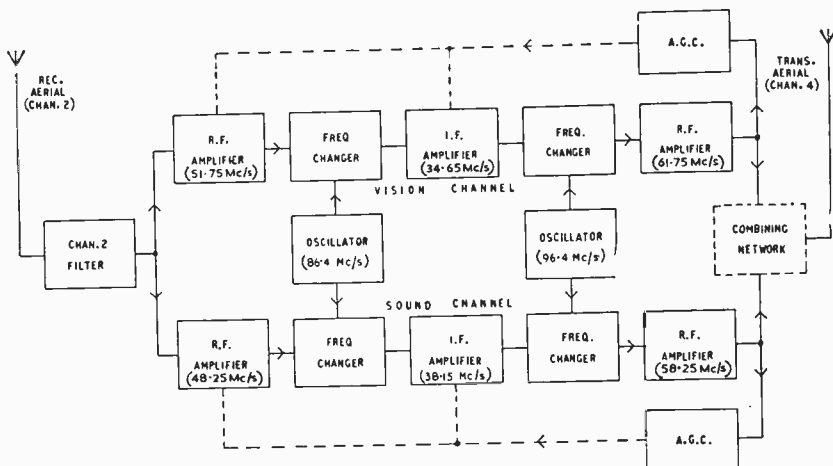 REC.
AERIAL
(CHAN. 2)
A.G.C.
TRANS.
AERIAL
(CHAN. 4)
R.F.
AMPLIFIER
(51·75 Mc/s)
FREQ
CHANGER
I.F.
AMPLIFIER
(34·65 Mc/s)
FREQ.
CHANGER
R.F.
AMPLIFIER
(61·75 Mc/s)
VISION CHANNEL
CHAN. 2
FILTER
OSCILLATOR
(86·4 Mc/s)
OSCILLATOR
(96·4 Mc/s)
COMBINING
NETWORK
SOUND CHANNEL
R.F.
AMPLIFIER
(48·25 Mc/s)
FREQ
CHANGER
I.F.
AMPLIFIER
(38·15 Mc/s)
FREQ.
CHANGER
R.F.
AMPLIFIER
(58·25 Mc/s)
A.G.C.